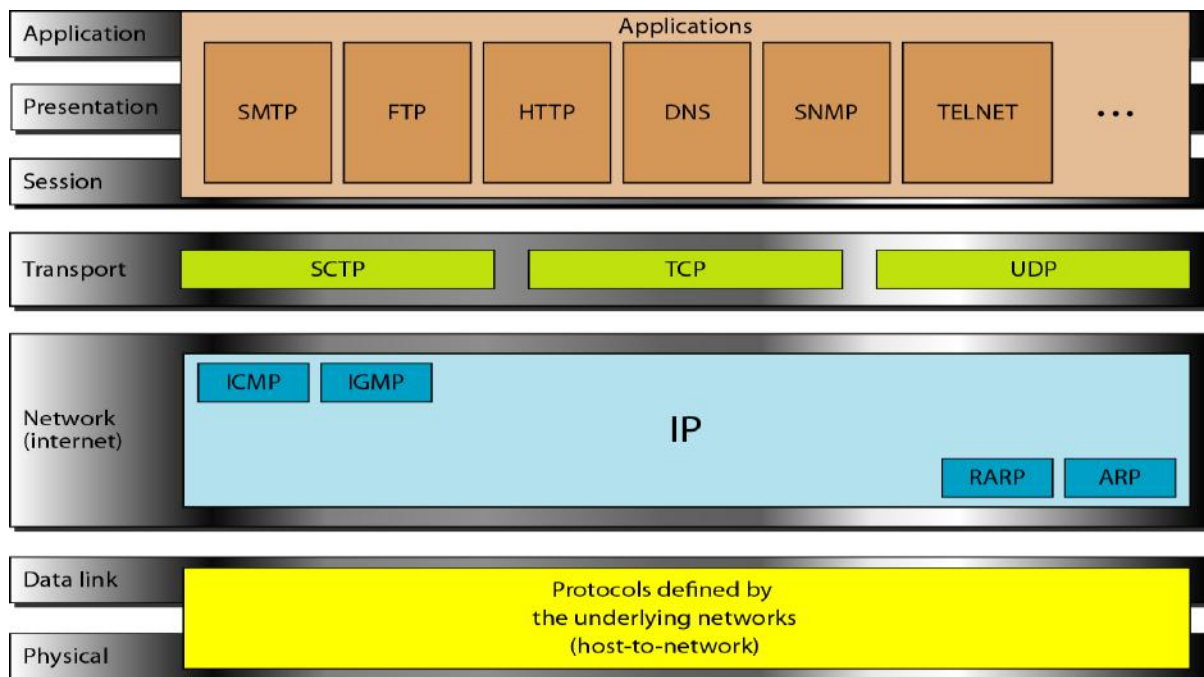 Application
Applications
Presentation
SMTP FTP HTTP DNS SNMP TELNET ...
Session
Transport
SCTP TCP UDP
Network
(internet)
ICMP IGMP
IP
RARP ARP
Data link
Protocols defined by
the underlying networks
(host-to-network)
Physical